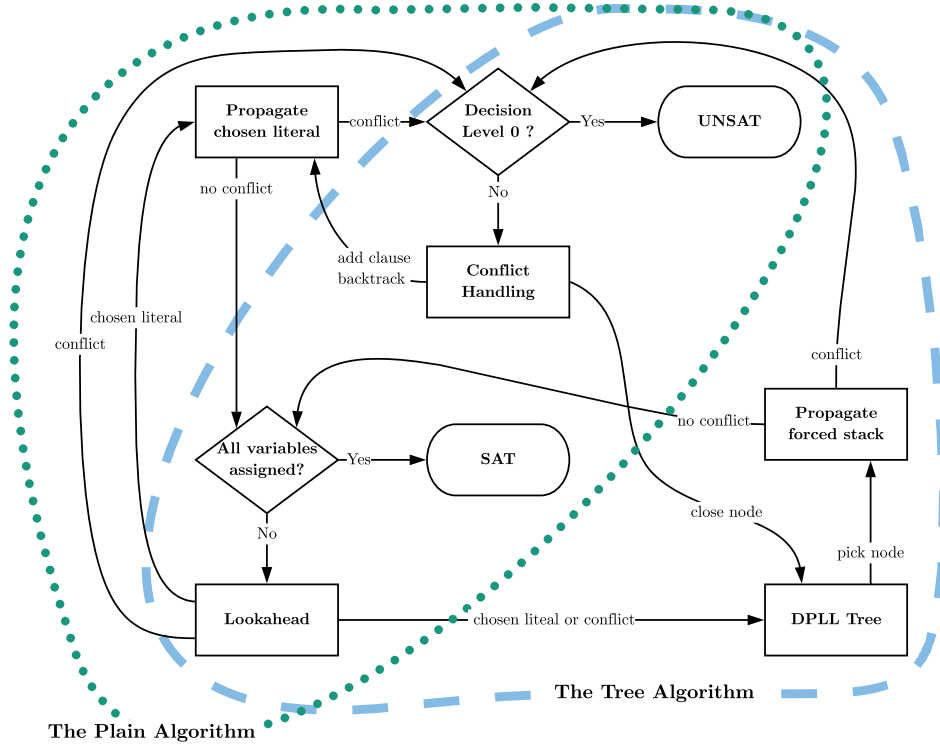 Propagate
chosen literal
conflict
Decision
Level 0 ?
Yes
UNSAT
no conflict
No
add clause
backtrack
Conflict
Handling
chosen literal
conflict
conflict
Propagate
forced stack
no conflict
All variables
assigned?
Yes
SAT
close node
No
pick node
Lookahead
chosen liteal or conflict
DPLL Tree
The Tree Algorithm
The Plain Algorithm